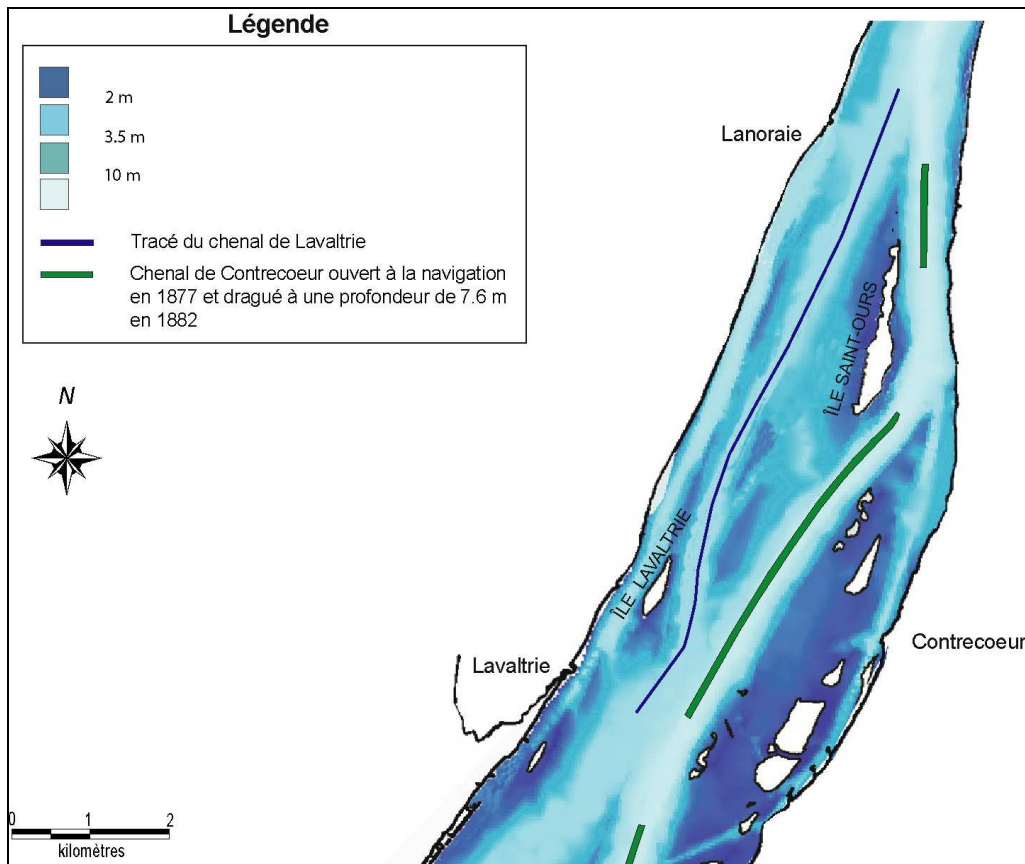 Légende
2 m
3.5 m
10 m
Tracé du chenal de Lavaltrie
Chenal de Contrecoeur ouvert à la navigation
en 1877 et dragué à une profondeur de 7.6 m
en 1882
N
Lanoraie
ÎLE SAINT-OURS
ÎLE LAVALTRIE
Lavaltrie
Contrecoeur
0 1 2
kilomètres